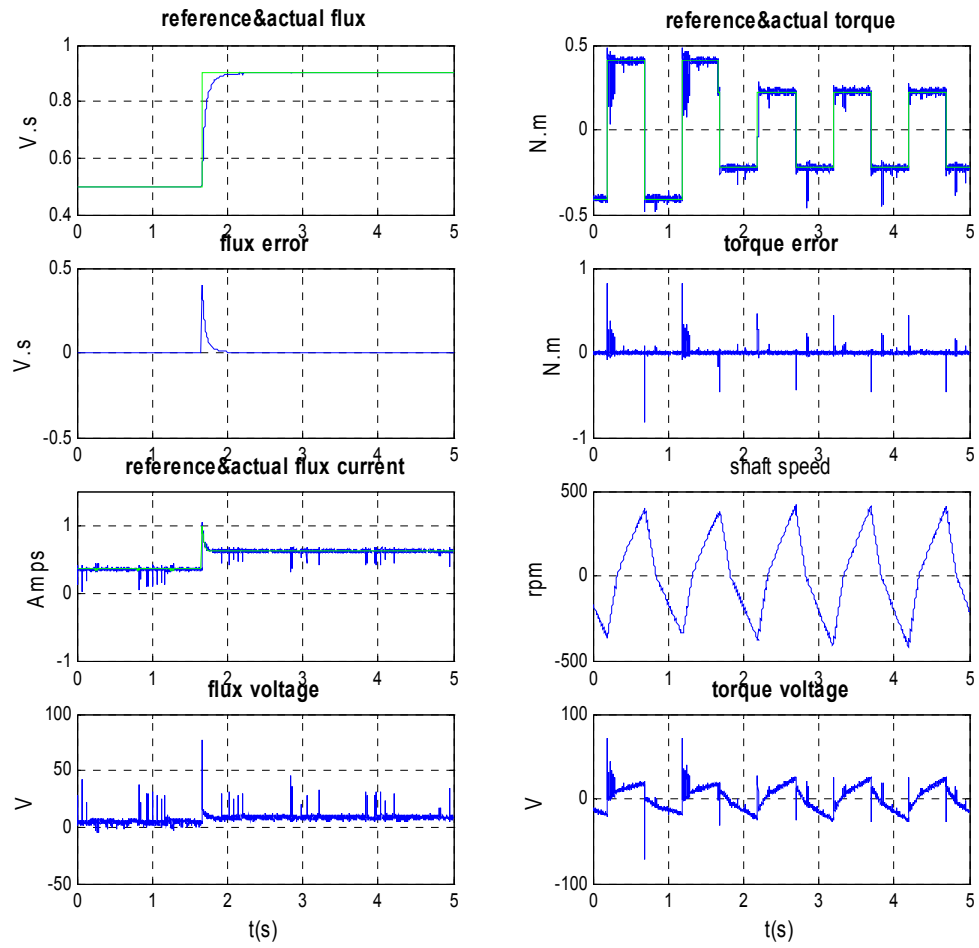 reference&actual flux
1
0.8
0.6
0.4
V.s
0 1 2 3 4 5
flux error
0.5
0
-0.5
V.s
0 1 2 3 4 5
reference&actual flux current
1
0
-1
Amps
0 1 2 3 4 5
flux voltage
100
50
0
-50
V
0 1 2 3 4 5
t(s)
reference&actual torque
0.5
0
-0.5
N.m
0 1 2 3 4 5
torque error
1
0
-1
N.m
0 1 2 3 4 5
shaft speed
500
0
-500
rpm
0 1 2 3 4 5
torque voltage
100
0
-100
V
0 1 2 3 4 5
t(s)